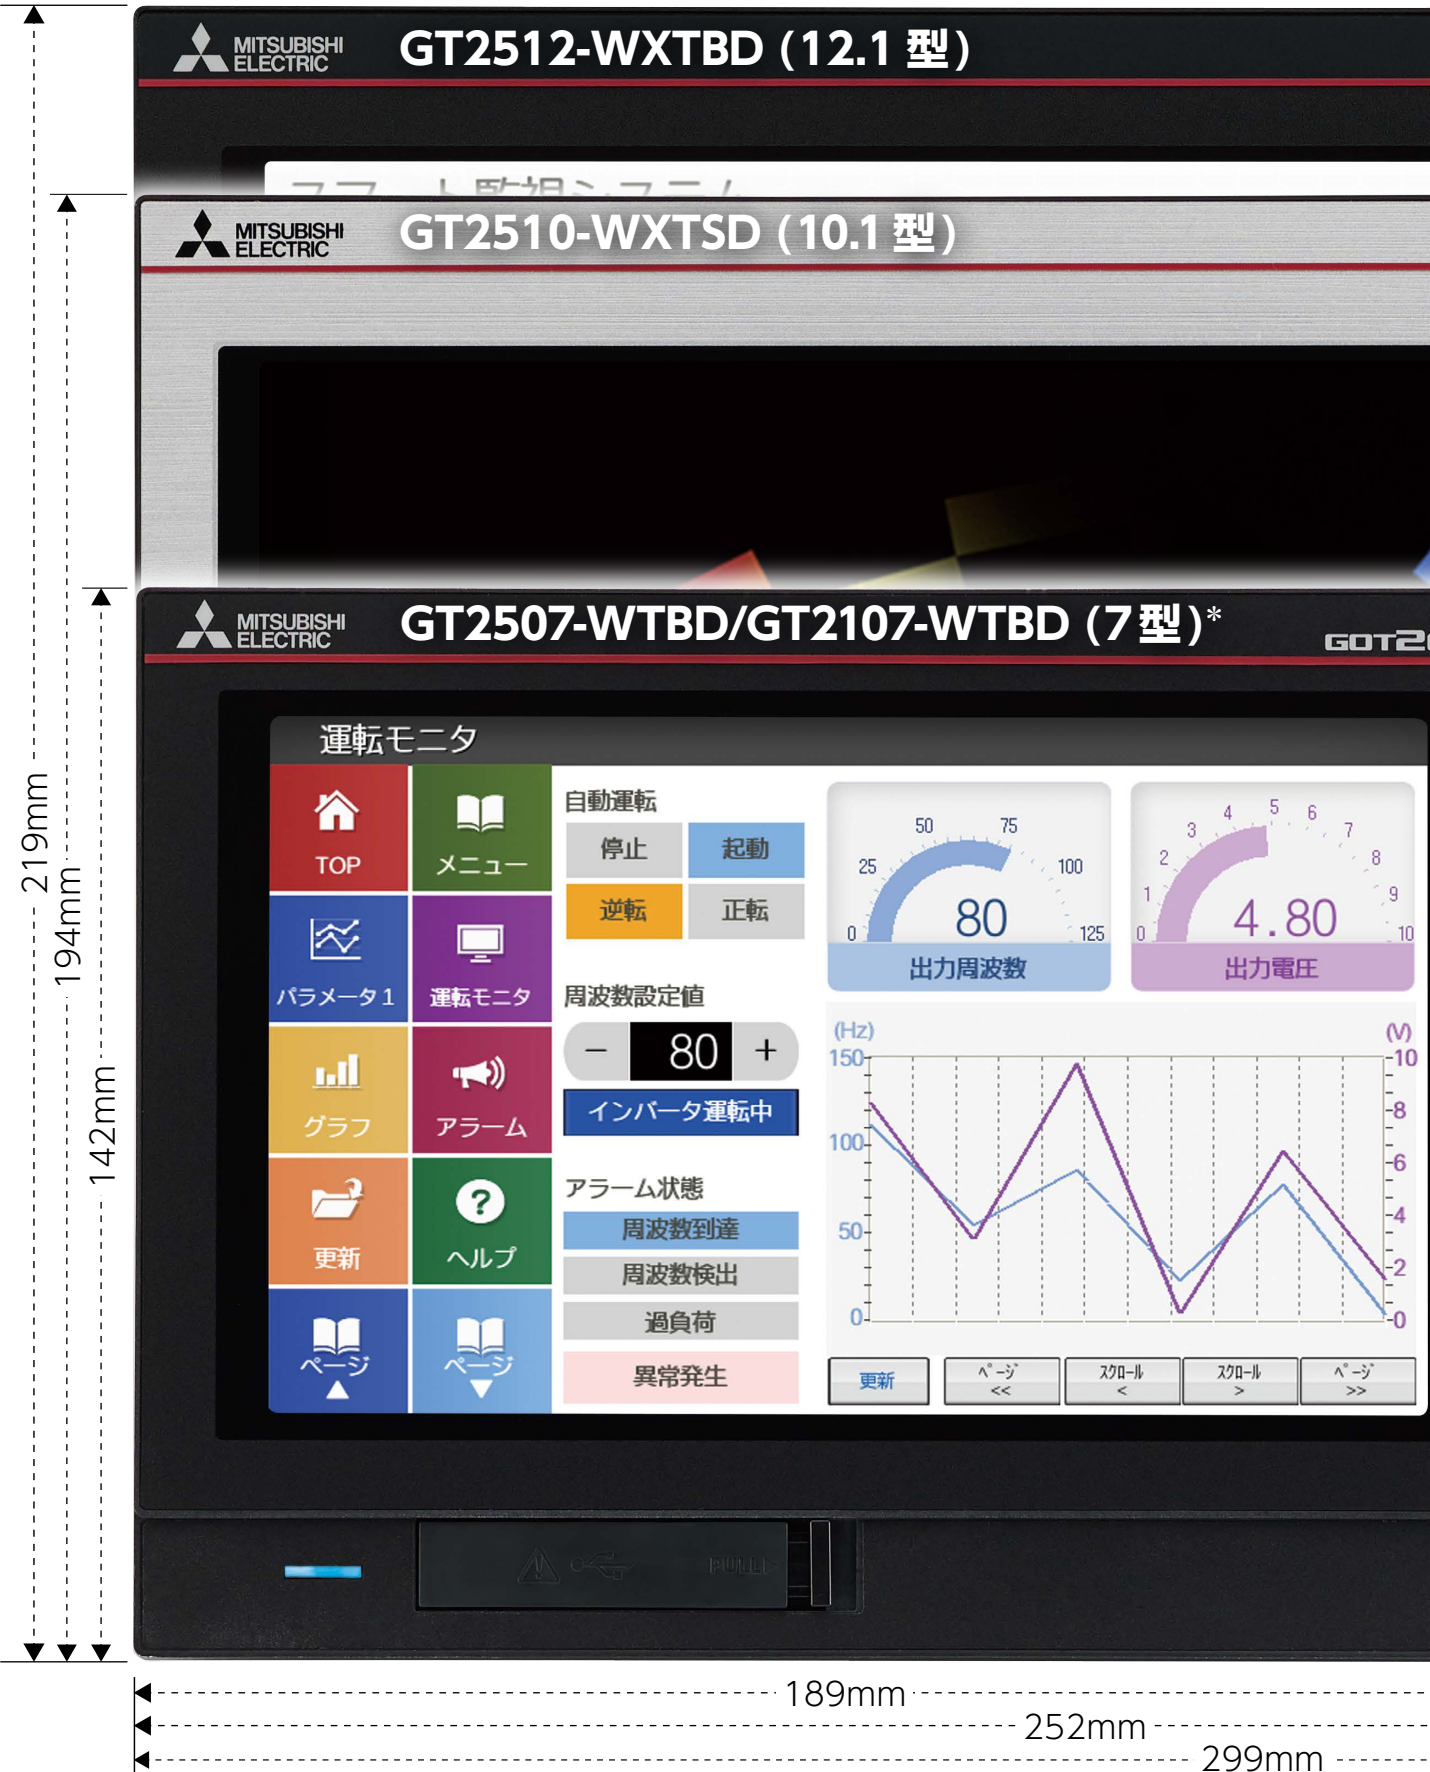 MITSUBISHI
ELECTRIC
GT2512-WXTBD (12.1 型)
MITSUBISHI
ELECTRIC
GT2510-WXTSD (10.1 型)
MITSUBISHI
ELECTRIC
GT2507-WTBD/GT2107-WTBD (7 型)*
運転モニタ
TOP
メニュー
パラメータ 1
運転モニタ
グラフ
アラーム
更新
?
ヘルプ
ページ
▲
ページ
▼
自動運転
停止
起動
逆転
正転
周波数設定値
− 80 +
インバータ運転中
アラーム状態
周波数到達
周波数検出
過負荷
異常発生
0
25
50
75
100
125
80
出力周波数
0
1
2
3
4
5
6
7
8
9
10
4.80
出力電圧
(Hz)
150
100
50
0
(V)
10
8
6
4
2
0
更新
ページ
<<
スクロール
<
スクロール
>
ページ
>>
PULL
219mm
194mm
142mm
189mm
252mm
299mm